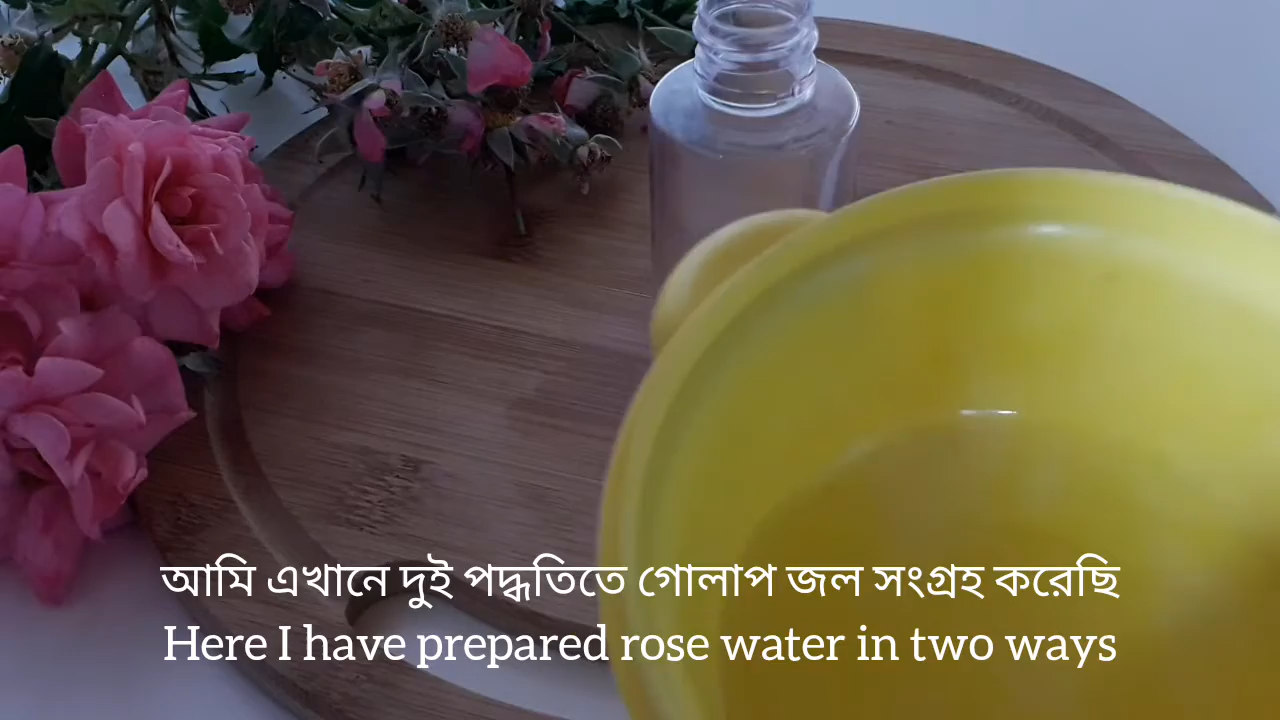 আমি এখানে দুই পদ্ধতিতে গোলাপ জল সংগ্রহ করেছি
Here I have prepared rose water in two ways